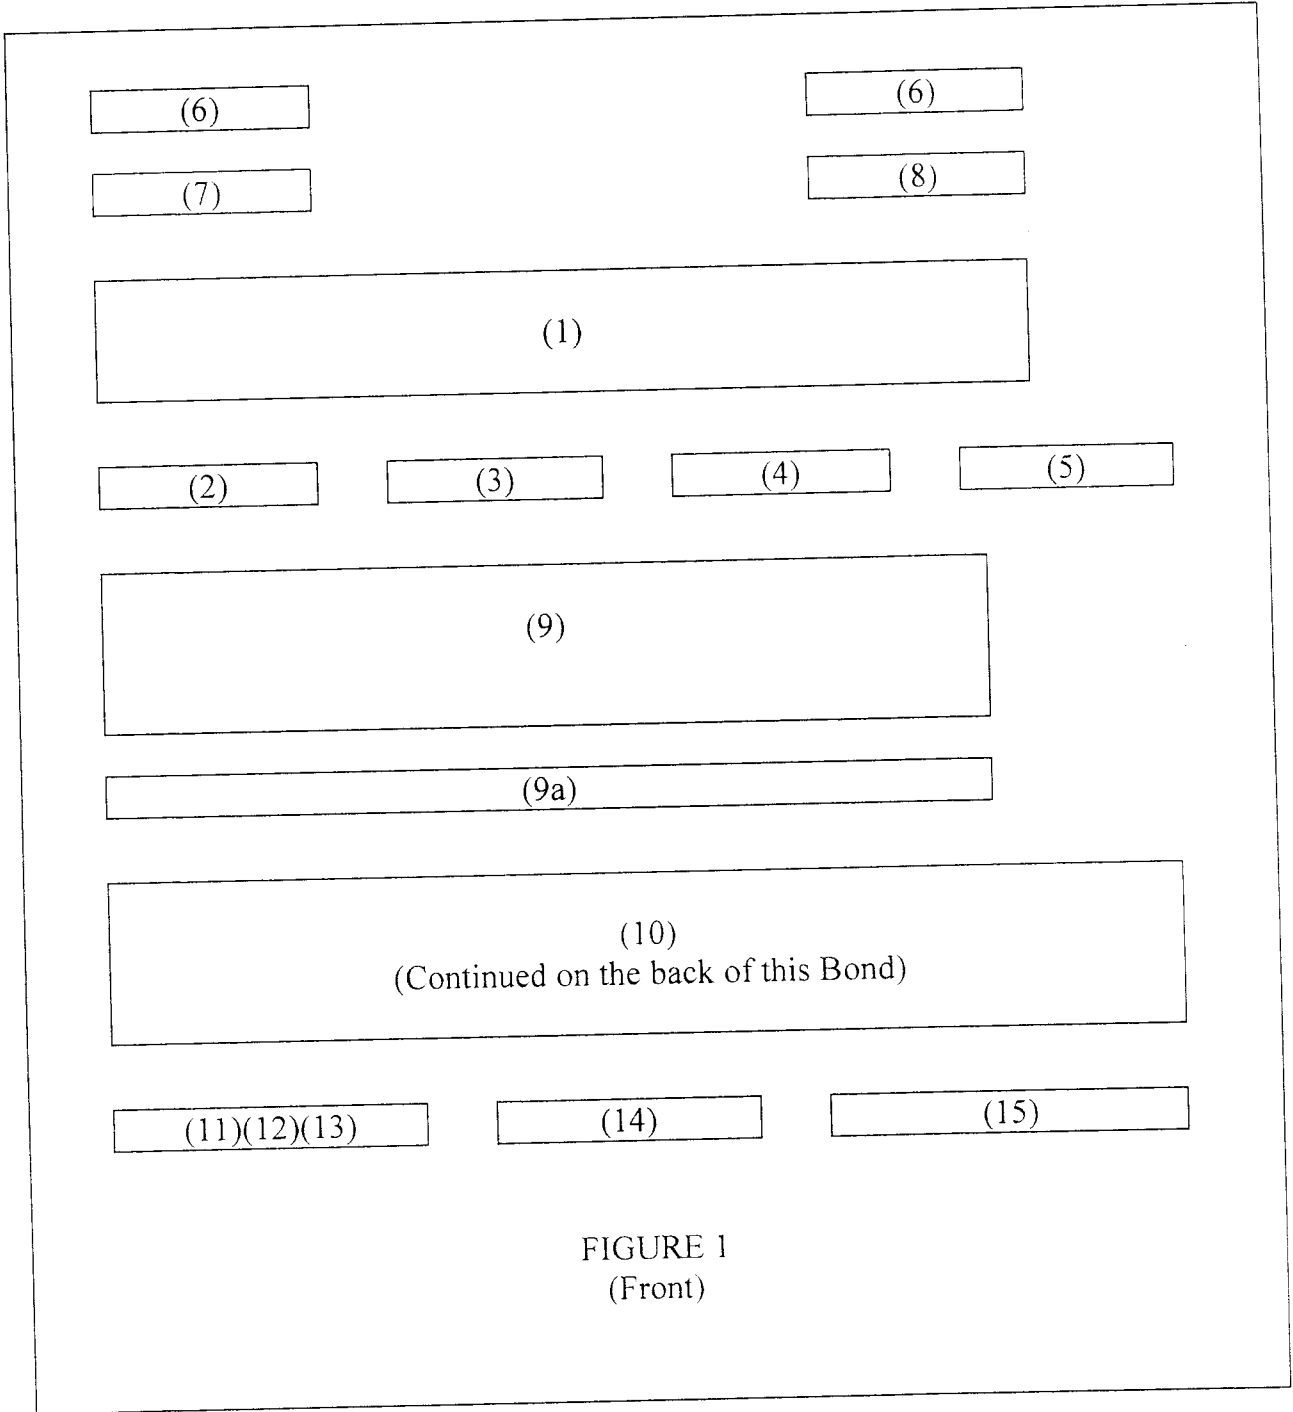 (6) (6)
(7) (8)
(1)
(2) (3) (4) (5)
(9)
(9a)
(10)
(Continued on the back of this Bond)
(11)(12)(13) (14) (15)
FIGURE 1
(Front)